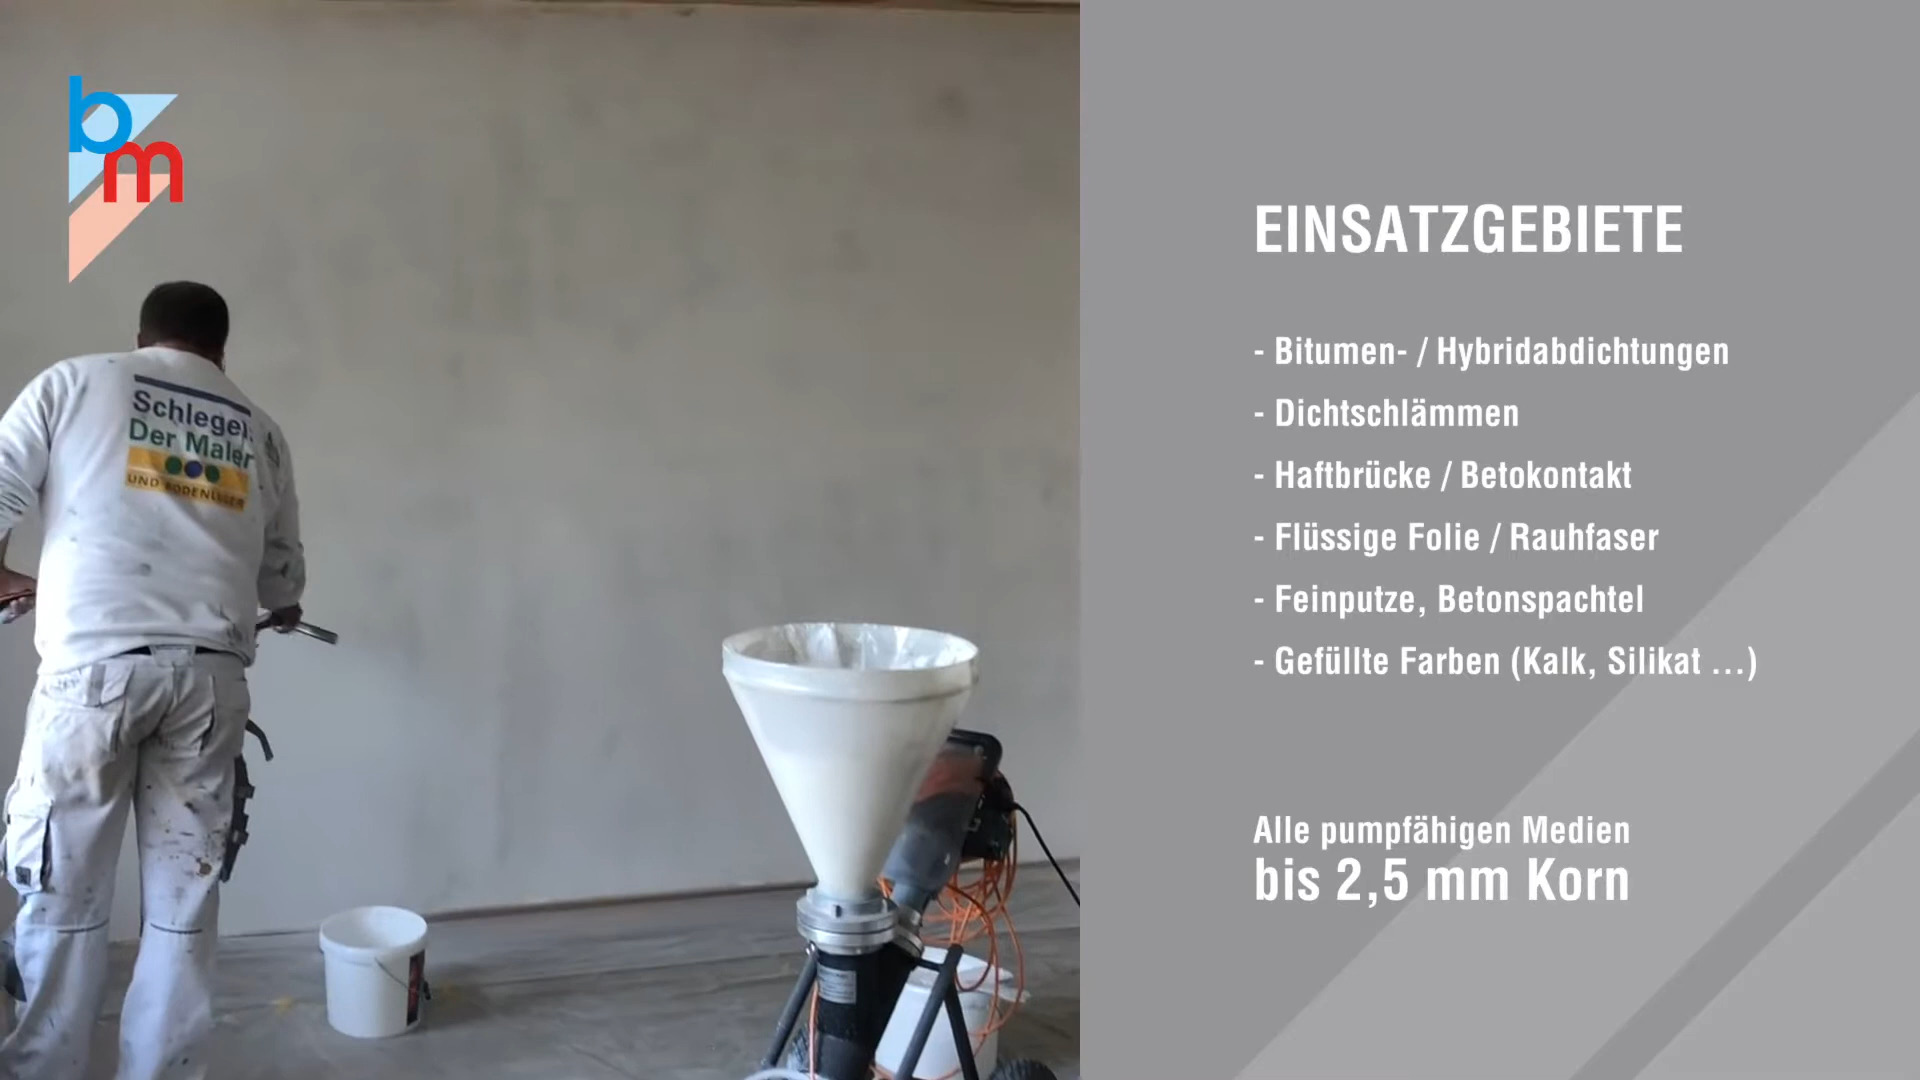 bm
Schlegel.
Der Maler
UND BODENLEGER
EINSATZGEBIETE
- Bitumen- / Hybridabdichtungen
- Dichtschlämmen
- Haftbrücke / Betokontakt
- Flüssige Folie / Rauhfaser
- Feinputze, Betonspachtel
- Gefüllte Farben (Kalk, Silikat ...)
Alle pumpfähigen Medien
bis 2,5 mm Korn